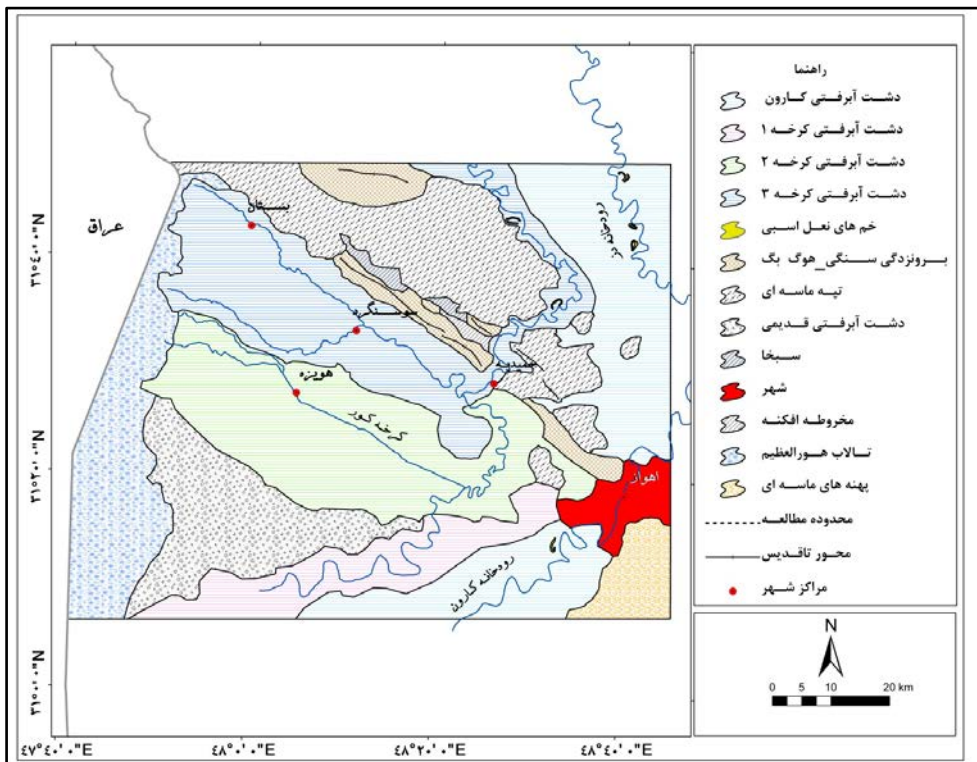 راهنما
دشت آبرفتی کارون
دشت آبرفتی کرخه ۱
دشت آبرفتی کرخه ۲
دشت آبرفتی کرخه ۳
خم های نعل اسبی
برونزدگی سنگی_هوگ بگ
تپه ماسه ای
دشت آبرفتی قدیمی
سبخا
شهر
مخروطه افکنه
تالاب هورالعظیم
پهنه های ماسه ای
محدوده مطالعه
محور تاقدیس
مراکز شهر
N
0 5 10 20 km
عراق
بستان
سوسنگرد
هویزه
حمیدیه
کرخه کور
اهواز
رودخانه دز
رودخانه کارون
۳۱°۴۰'۰"N
۳۱°۲۰'۰"N
۳۱°۰'۰"N
۴۷°۴۰'۰"E
۴۸°۰'۰"E
۴۸°۲۰'۰"E
۴۸°۴۰'۰"E